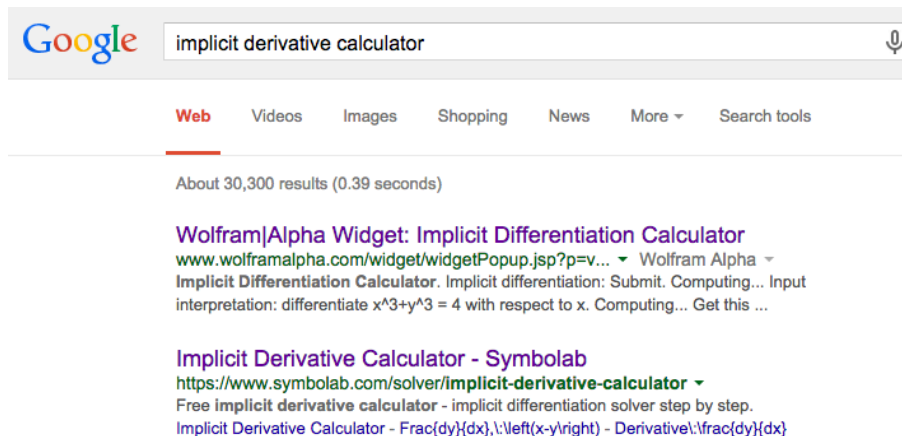 Google implicit derivative calculator
Web Videos Images Shopping News More Search tools
About 30,300 results (0.39 seconds)
Wolfram|Alpha Widget: Implicit Differentiation Calculator
www.wolframalpha.com/widget/widgetPopup.jsp?p=v... Wolfram Alpha
Implicit Differentiation Calculator. Implicit differentiation: Submit. Computing... Input
interpretation: differentiate x^3+y^3 = 4 with respect to x. Computing... Get this ...
Implicit Derivative Calculator - Symbolab
https://www.symbolab.com/solver/implicit-derivative-calculator
Free implicit derivative calculator - implicit differentiation solver step by step.
Implicit Derivative Calculator - Frac{dy}{dx},\:\left(x-y\right) - Derivative\:\frac{dy}{dx}